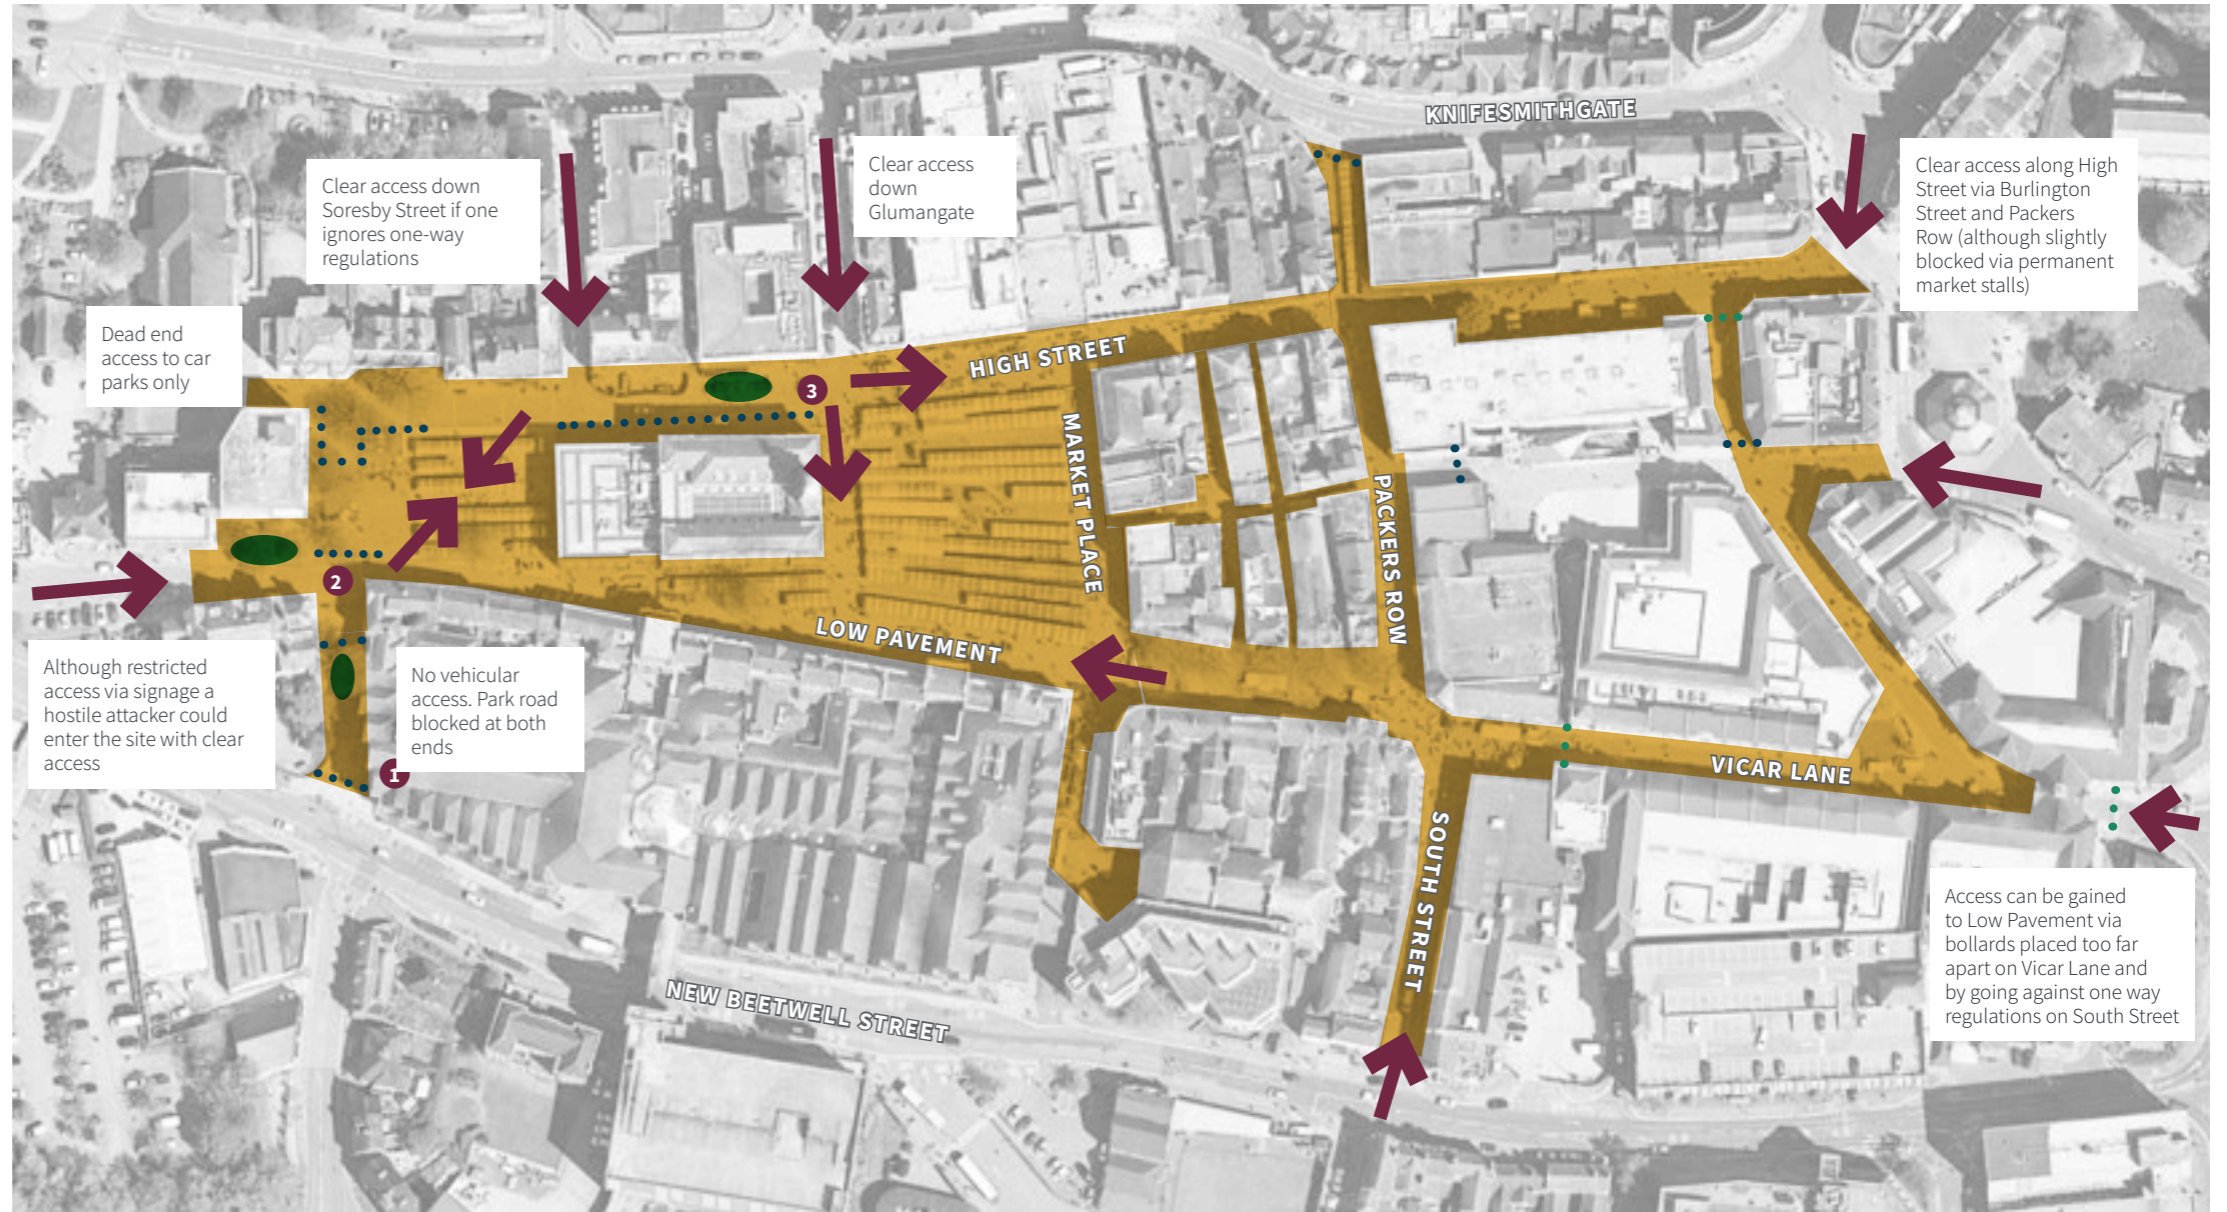 KNIFESMITHGATE
Clear access
down
Glumangate
Clear access along High
Street via Burlington
Street and Packers
Row (although slightly
blocked via permanent
market stalls)
Clear access down
Soresby Street if one
ignores one-way
regulations
Dead end
access to car
parks only
HIGH STREET
3
MARKET PLACE
PACKERS ROW
2
LOW PAVEMENT
Although restricted
access via signage a
hostile attacker could
enter the site with clear
access
No vehicular
access. Park road
blocked at both
ends
1
VICAR LANE
SOUTH STREET
Access can be gained
to Low Pavement via
bollards placed too far
apart on Vicar Lane and
by going against one way
regulations on South Street
NEW BEETWELL STREET